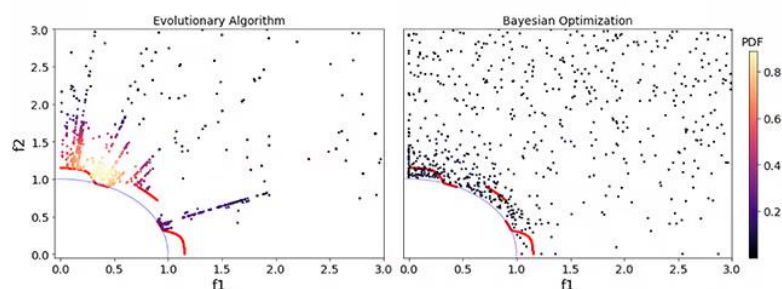 Evolutionary Algorithm
Bayesian Optimization
PDF
3.0
2.5
2.0
1.5
1.0
0.5
0.0
f2
0.0 0.5 1.0 1.5 2.0 2.5 3.0
f1
0.0 0.5 1.0 1.5 2.0 2.5 3.0
f1
0.8
0.6
0.4
0.2